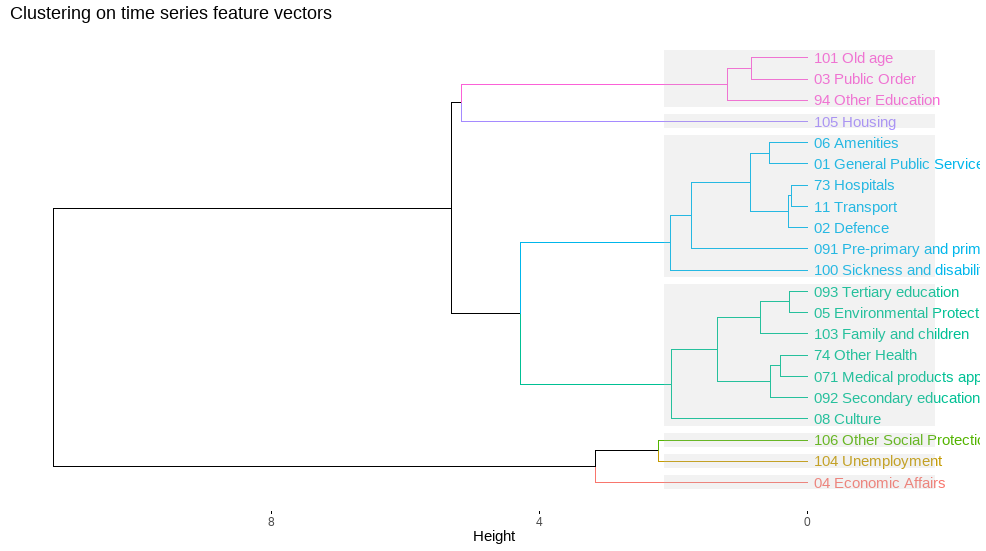 Clustering on time series feature vectors
101 Old age
03 Public Order
94 Other Education
105 Housing
06 Amenities
01 General Public Service
73 Hospitals
11 Transport
02 Defence
091 Pre-primary and prim
100 Sickness and disabili
093 Tertiary education
05 Environmental Protect
103 Family and children
74 Other Health
071 Medical products app
092 Secondary education
08 Culture
106 Other Social Protectio
104 Unemployment
04 Economic Affairs
8 4 0
Height